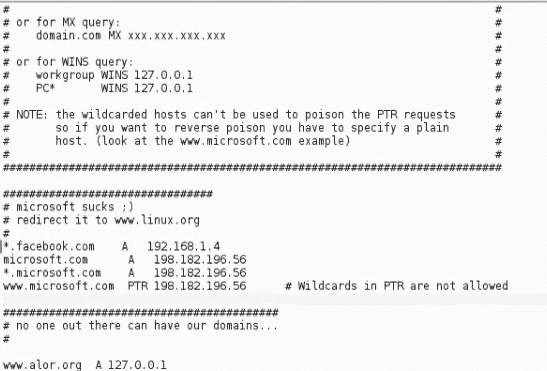 #                                                                         #
# or for MX query:                                                        #
#    domain.com MX xxx.xxx.xxx.xxx                                        #
#                                                                         #
# or for WINS query:                                                      #
#    workgroup WINS 127.0.0.1                                             #
#    PC*       WINS 127.0.0.1                                             #
#                                                                         #
# NOTE: the wildcarded hosts can't be used to poison the PTR requests     #
#       so if you want to reverse poison you have to specify a plain      #
#       host. (look at the www.microsoft.com example)                     #
#                                                                         #
###########################################################################

################################
# microsoft sucks ;)
# redirect it to www.linux.org
#
*.facebook.com    A   192.168.1.4
microsoft.com      A   198.182.196.56
*.microsoft.com    A   198.182.196.56
www.microsoft.com  PTR 198.182.196.56      # Wildcards in PTR are not allowed

##########################################
# no one out there can have our domains...
#

www.alor.org  A 127.0.0.1